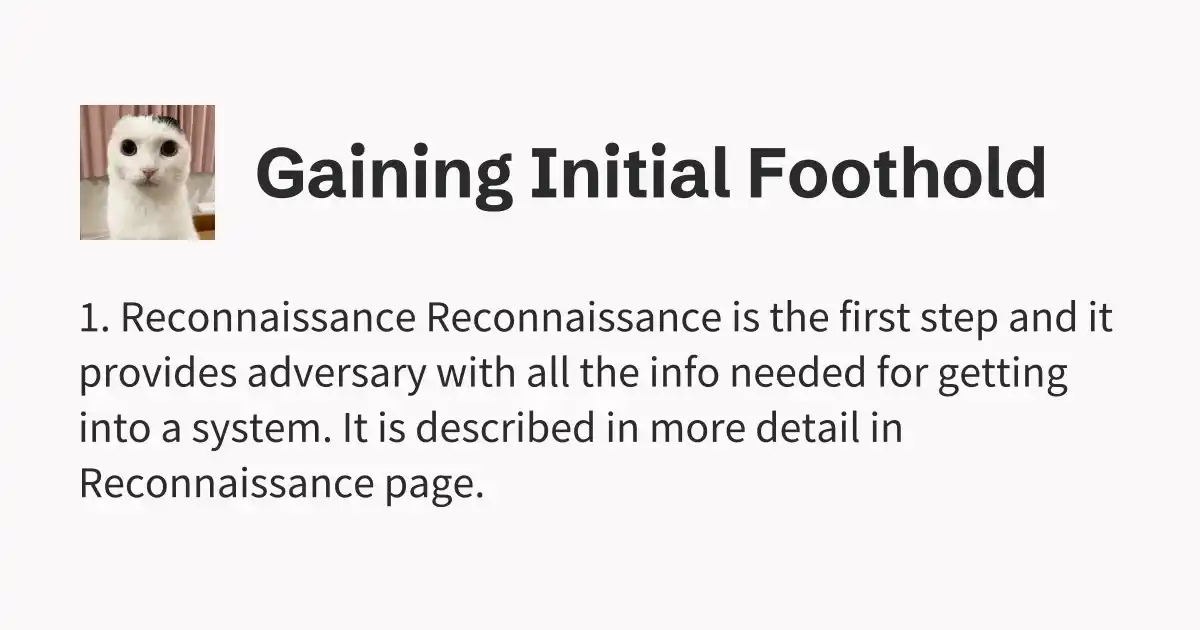 Gaining Initial Foothold
1. Reconnaissance Reconnaissance is the first step and it
provides adversary with all the info needed for getting
into a system. It is described in more detail in
Reconnaissance page.